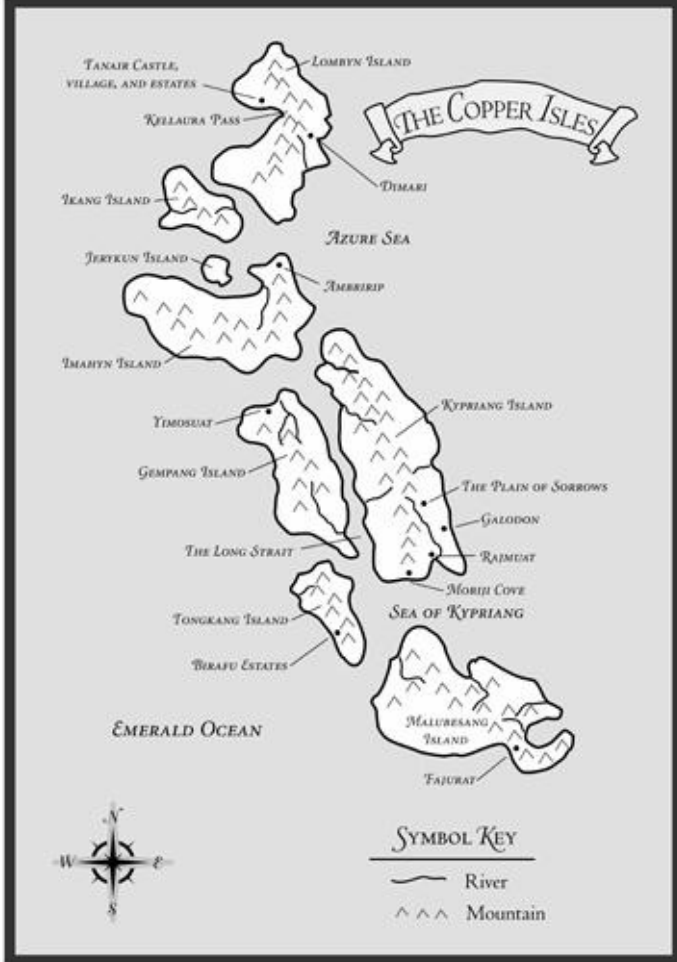 Tanair Castle,
village, and estates
Lombyn Island
The Copper Isles
Kellaura Pass
Dimari
Ikang Island
Azure Sea
Jerykun Island
Ambririp
Imahyn Island
Kypriang Island
Yimosuat
Gempang Island
The Plain of Sorrows
Galodon
The Long Strait
Rajmuat
Moriji Cove
Sea of Kypriang
Tongkang Island
Birafu Estates
Emerald Ocean
Malubesang
Island
Fajurat
N
W E
S
Symbol Key
River
Mountain